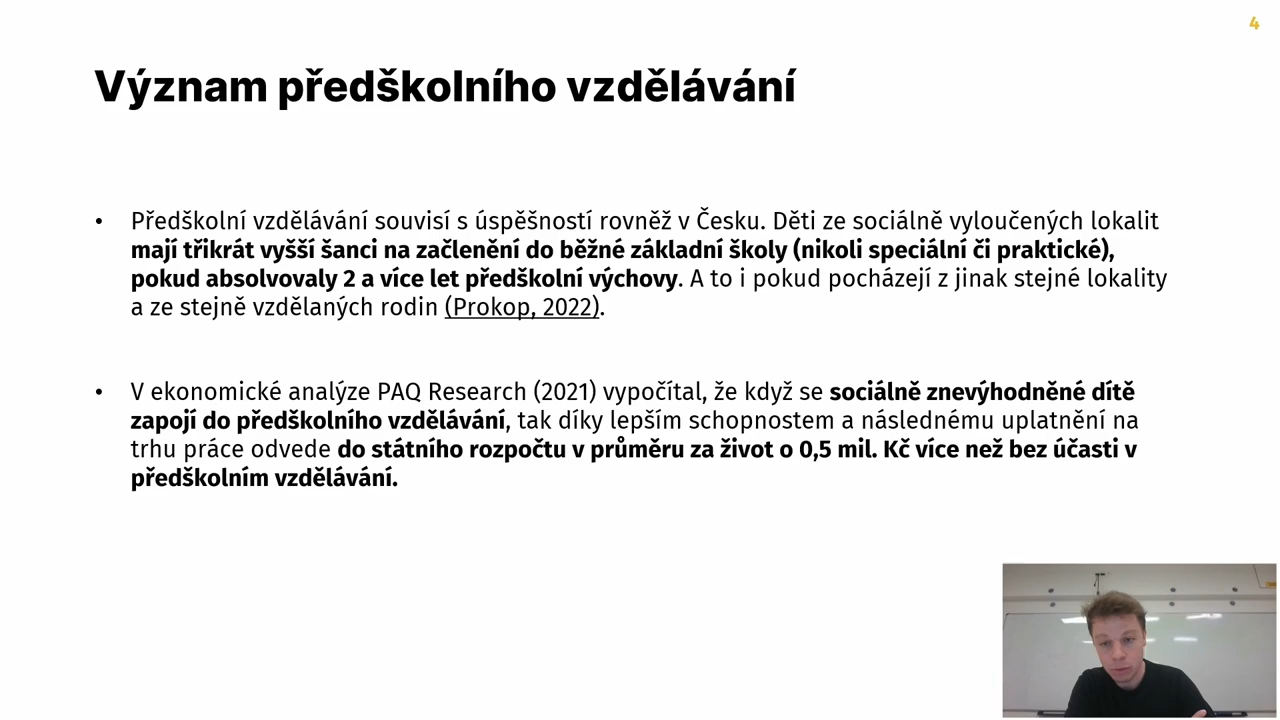 4
Význam předškolního vzdělávání
• Předškolní vzdělávání souvisí s úspěšností rovněž v Česku. Děti ze sociálně vyloučených lokalit
mají třikrát vyšší šanci na začlenění do běžné základní školy (nikoli speciální či praktické),
pokud absolvovaly 2 a více let předškolní výchovy. A to i pokud pocházejí z jinak stejné lokality
a ze stejně vzdělaných rodin (Prokop, 2022).
• V ekonomické analýze PAQ Research (2021) vypočítal, že když se sociálně znevýhodněné dítě
zapojí do předškolního vzdělávání, tak díky lepším schopnostem a následnému uplatnění na
trhu práce odvede do státního rozpočtu v průměru za život o 0,5 mil. Kč více než bez účasti v
předškolním vzdělávání.